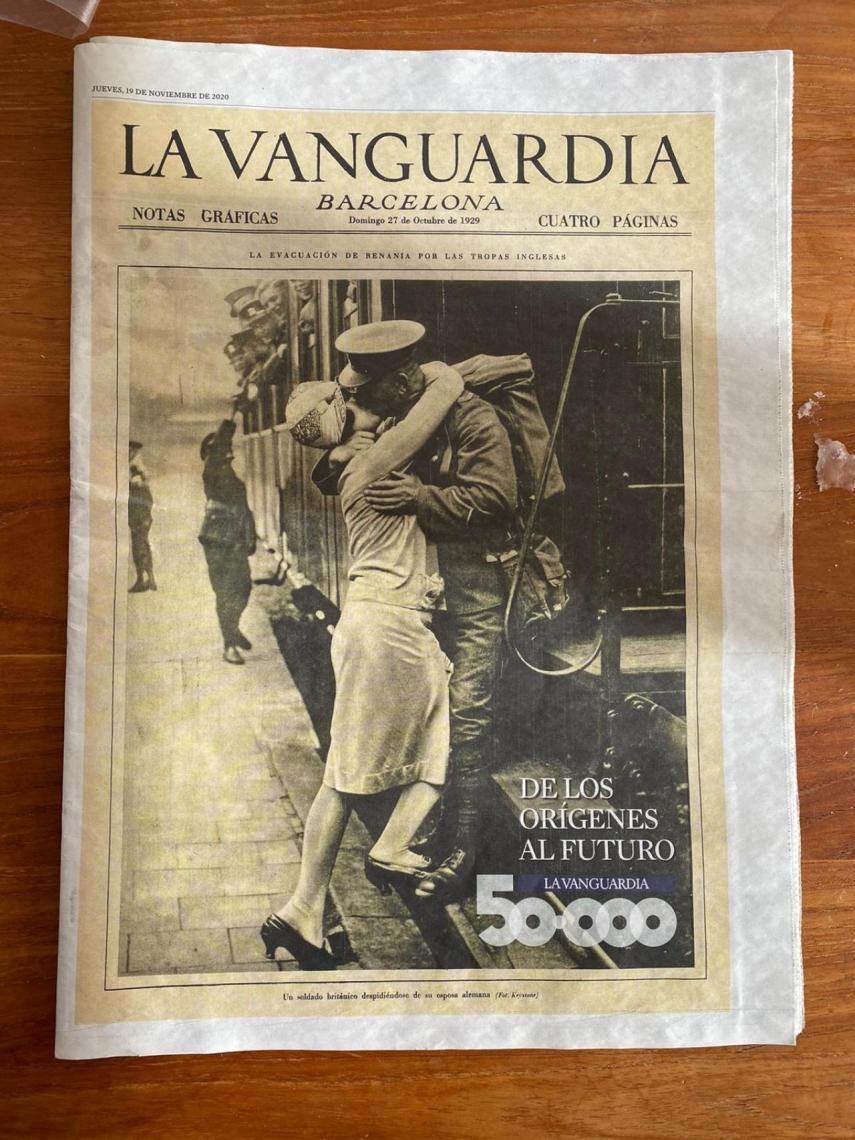 JUEVES, 19 DE NOVIEMBRE DE 2020
LA VANGUARDIA
BARCELONA
NOTAS GRÁFICAS
Domingo 27 de Octubre de 1929
CUATRO PÁGINAS
LA EVACUACIÓN DE RENANIA POR LAS TROPAS INGLESAS
DE LOS
ORÍGENES
AL FUTURO
LA VANGUARDIA
50.000
Un soldado británico despidiéndose de su esposa alemana (Fot. Keystone)